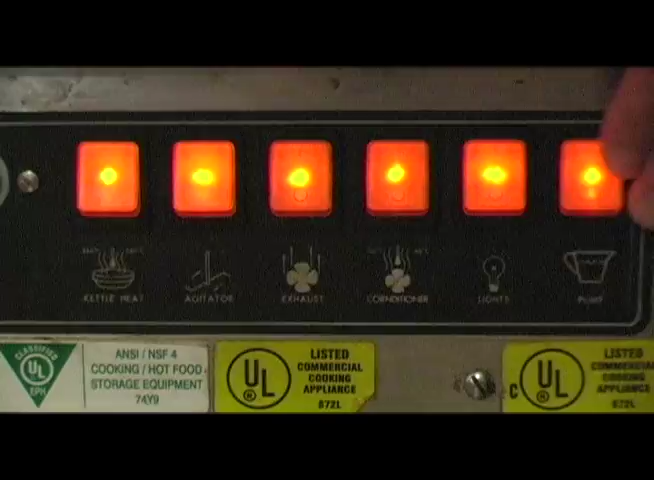 KETTLE HEAT
AGITATOR
EXHAUST
CONDITIONER
LIGHTS
PUMP
CLASSIFIED
UL
EPH
ANSI / NSF 4
COOKING / HOT FOOD
STORAGE EQUIPMENT
74Y9
UL
LISTED
COMMERCIAL
COOKING
APPLIANCE
872L
C UL
LISTED
COMMERCIAL
COOKING
APPLIANCE
872L